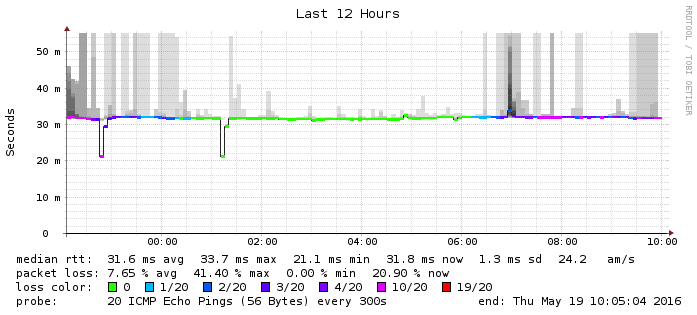 Last 12 Hours
RRDTOOL / TOBI OETIKER
Seconds
50 m
40 m
30 m
20 m
10 m
0
00:00 02:00 04:00 06:00 08:00 10:00
median rtt: 31.6 ms avg 33.7 ms max 21.1 ms min 31.8 ms now 1.3 ms sd 24.2 am/s
packet loss: 7.65 % avg 41.40 % max 0.00 % min 20.90 % now
loss color: 0 1/20 2/20 3/20 4/20 10/20 19/20
probe: 20 ICMP Echo Pings (56 Bytes) every 300s end: Thu May 19 10:05:04 2016